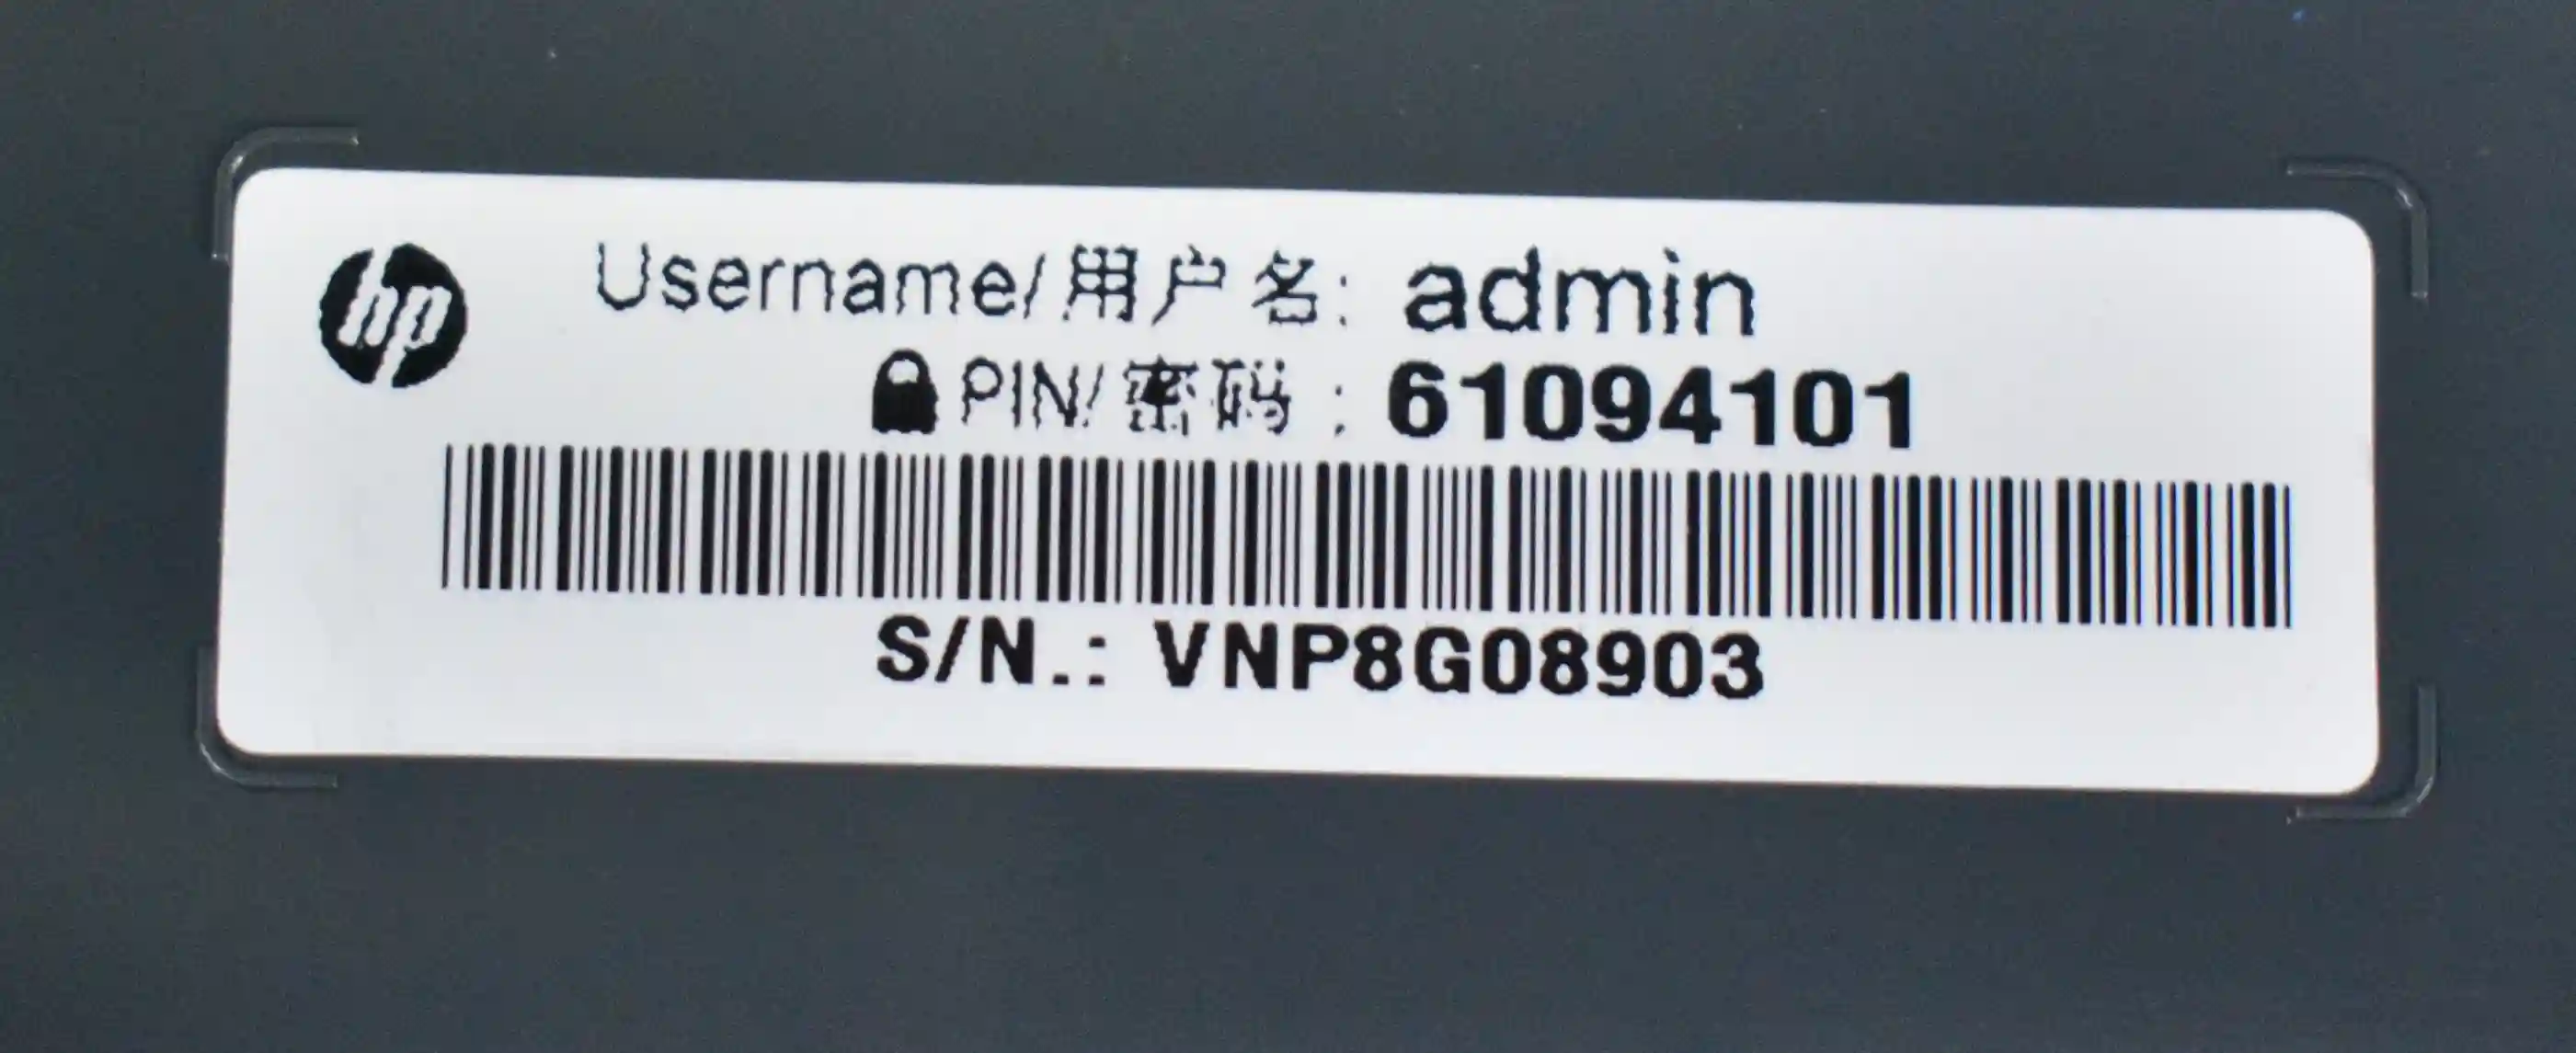 hp
Username/用户名: admin
PIN/密码 : 61094101
S/N.: VNP8G08903